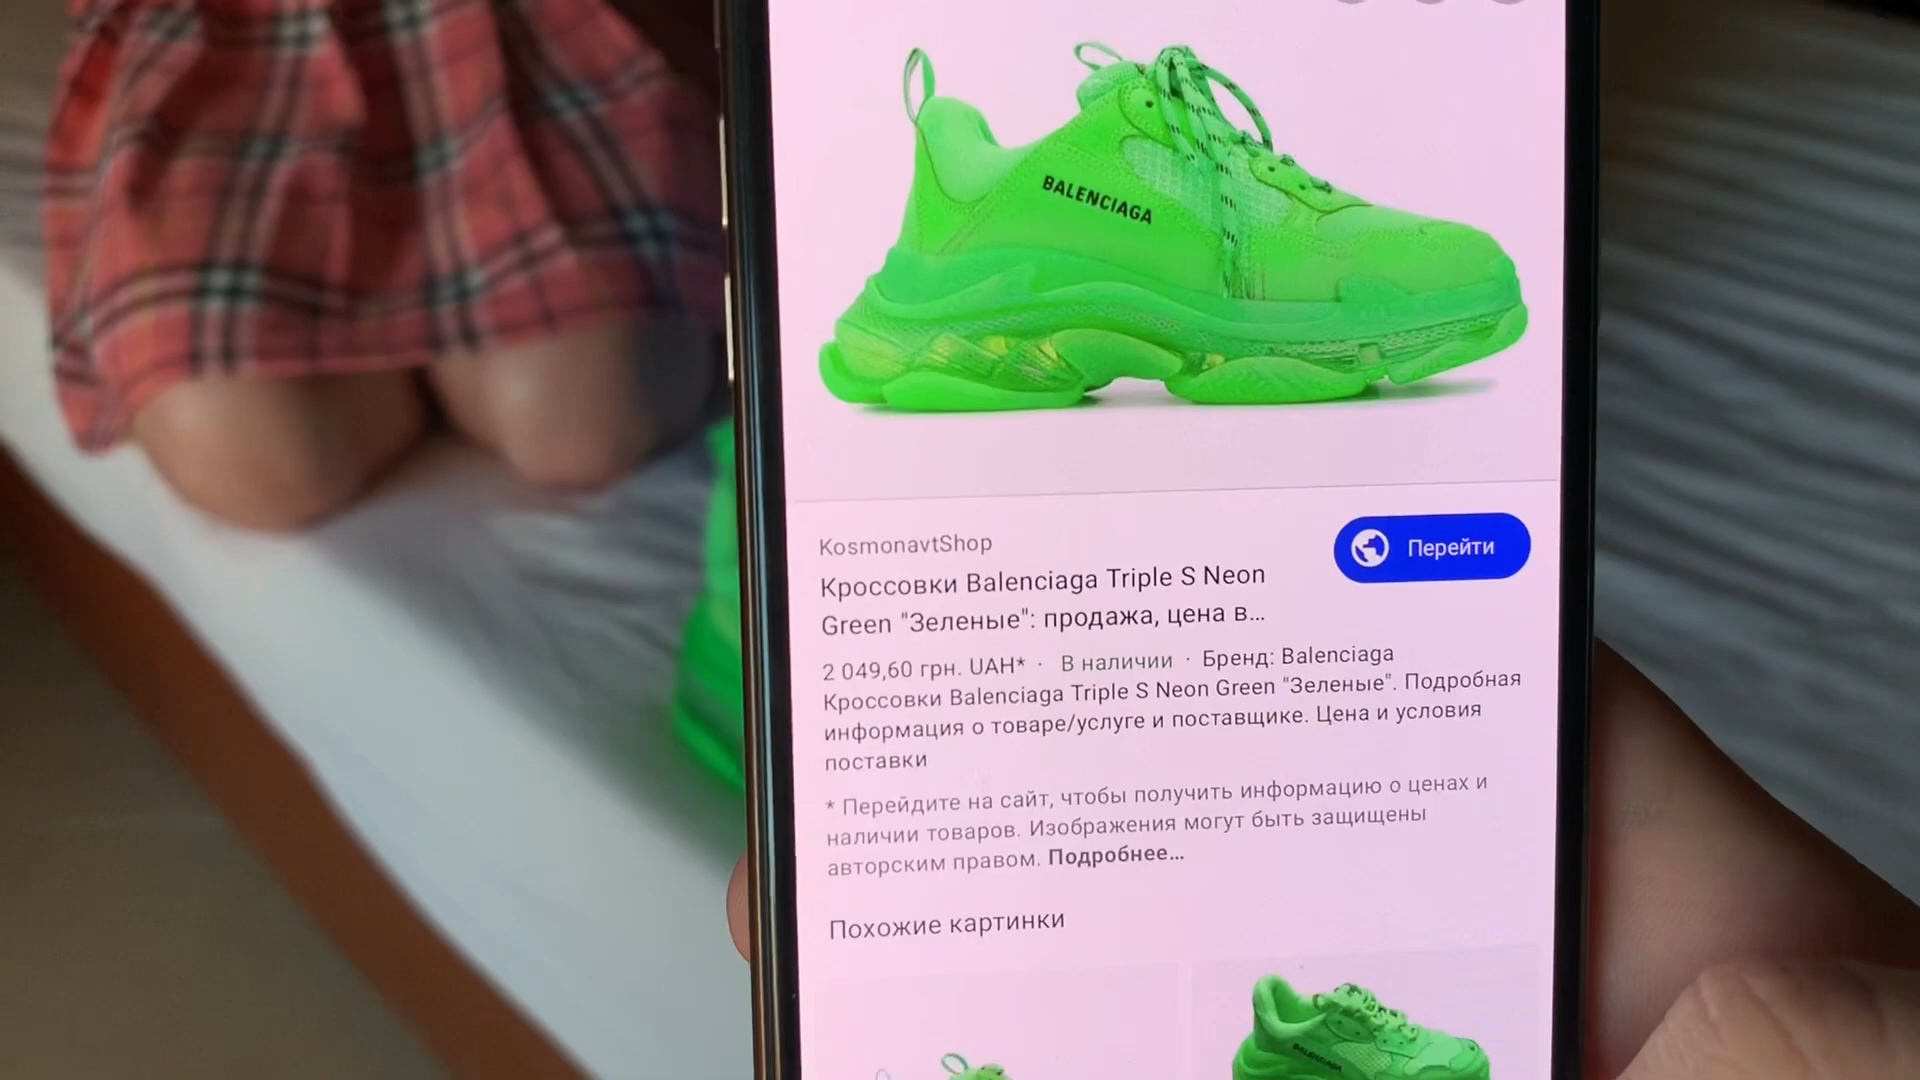 BALENCIAGA
KosmonavtShop
Перейти
Кроссовки Balenciaga Triple S Neon
Green "Зеленые": продажа, цена в...
2 049,60 грн. UAH* · В наличии · Бренд: Balenciaga
Кроссовки Balenciaga Triple S Neon Green "Зеленые". Подробная
информация о товаре/услуге и поставщике. Цена и условия
поставки
* Перейдите на сайт, чтобы получить информацию о ценах и
наличии товаров. Изображения могут быть защищены
авторским правом. Подробнее...
Похожие картинки
BALENCIAGA